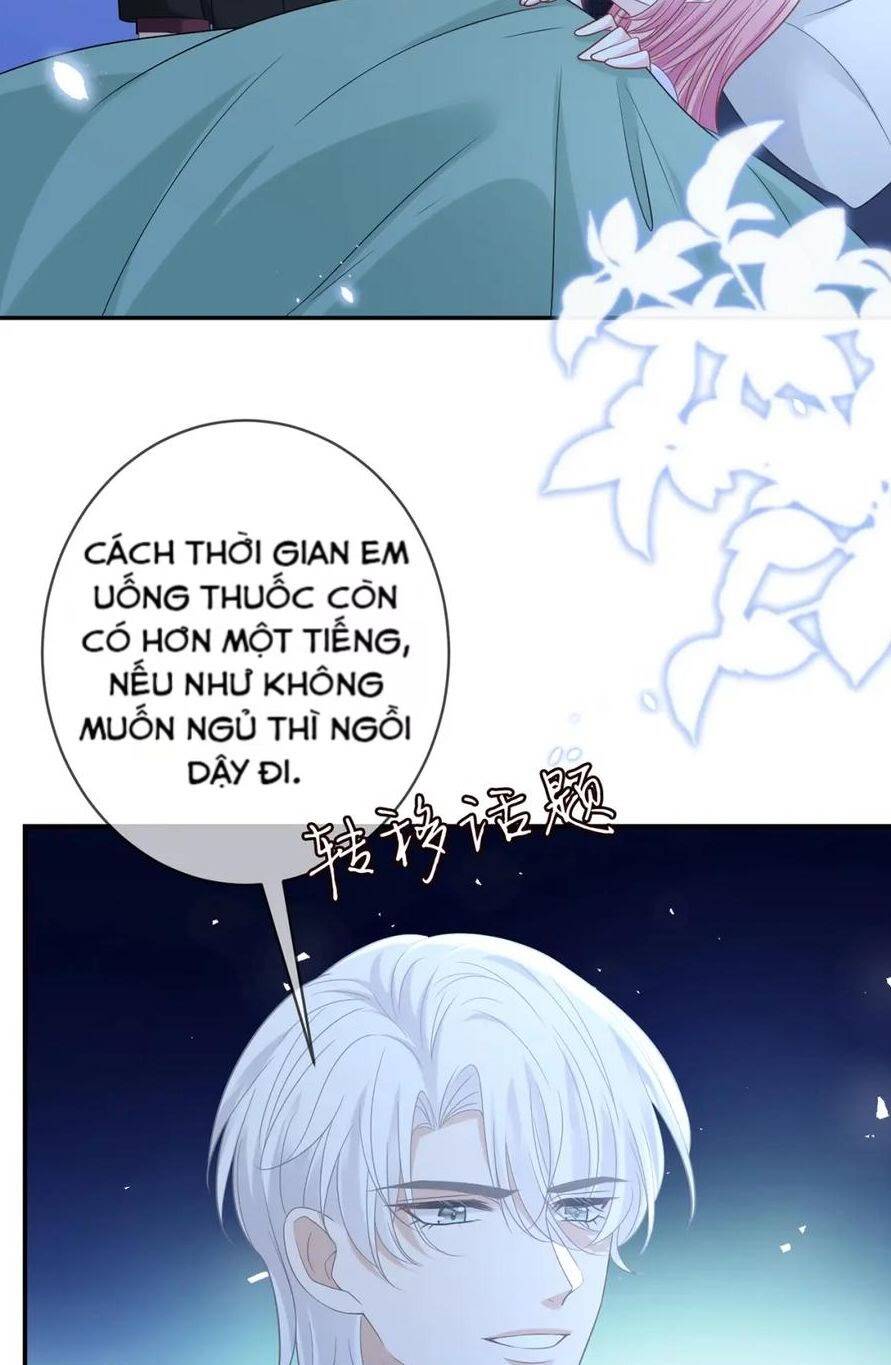 CÁCH THỜI GIAN EM
UỐNG THUỐC CÒN
CÓ HƠN MỘT TIẾNG,
NẾU NHƯ KHÔNG
MUỐN NGỦ THÌ NGỒI
DẬY ĐI.
转移话题